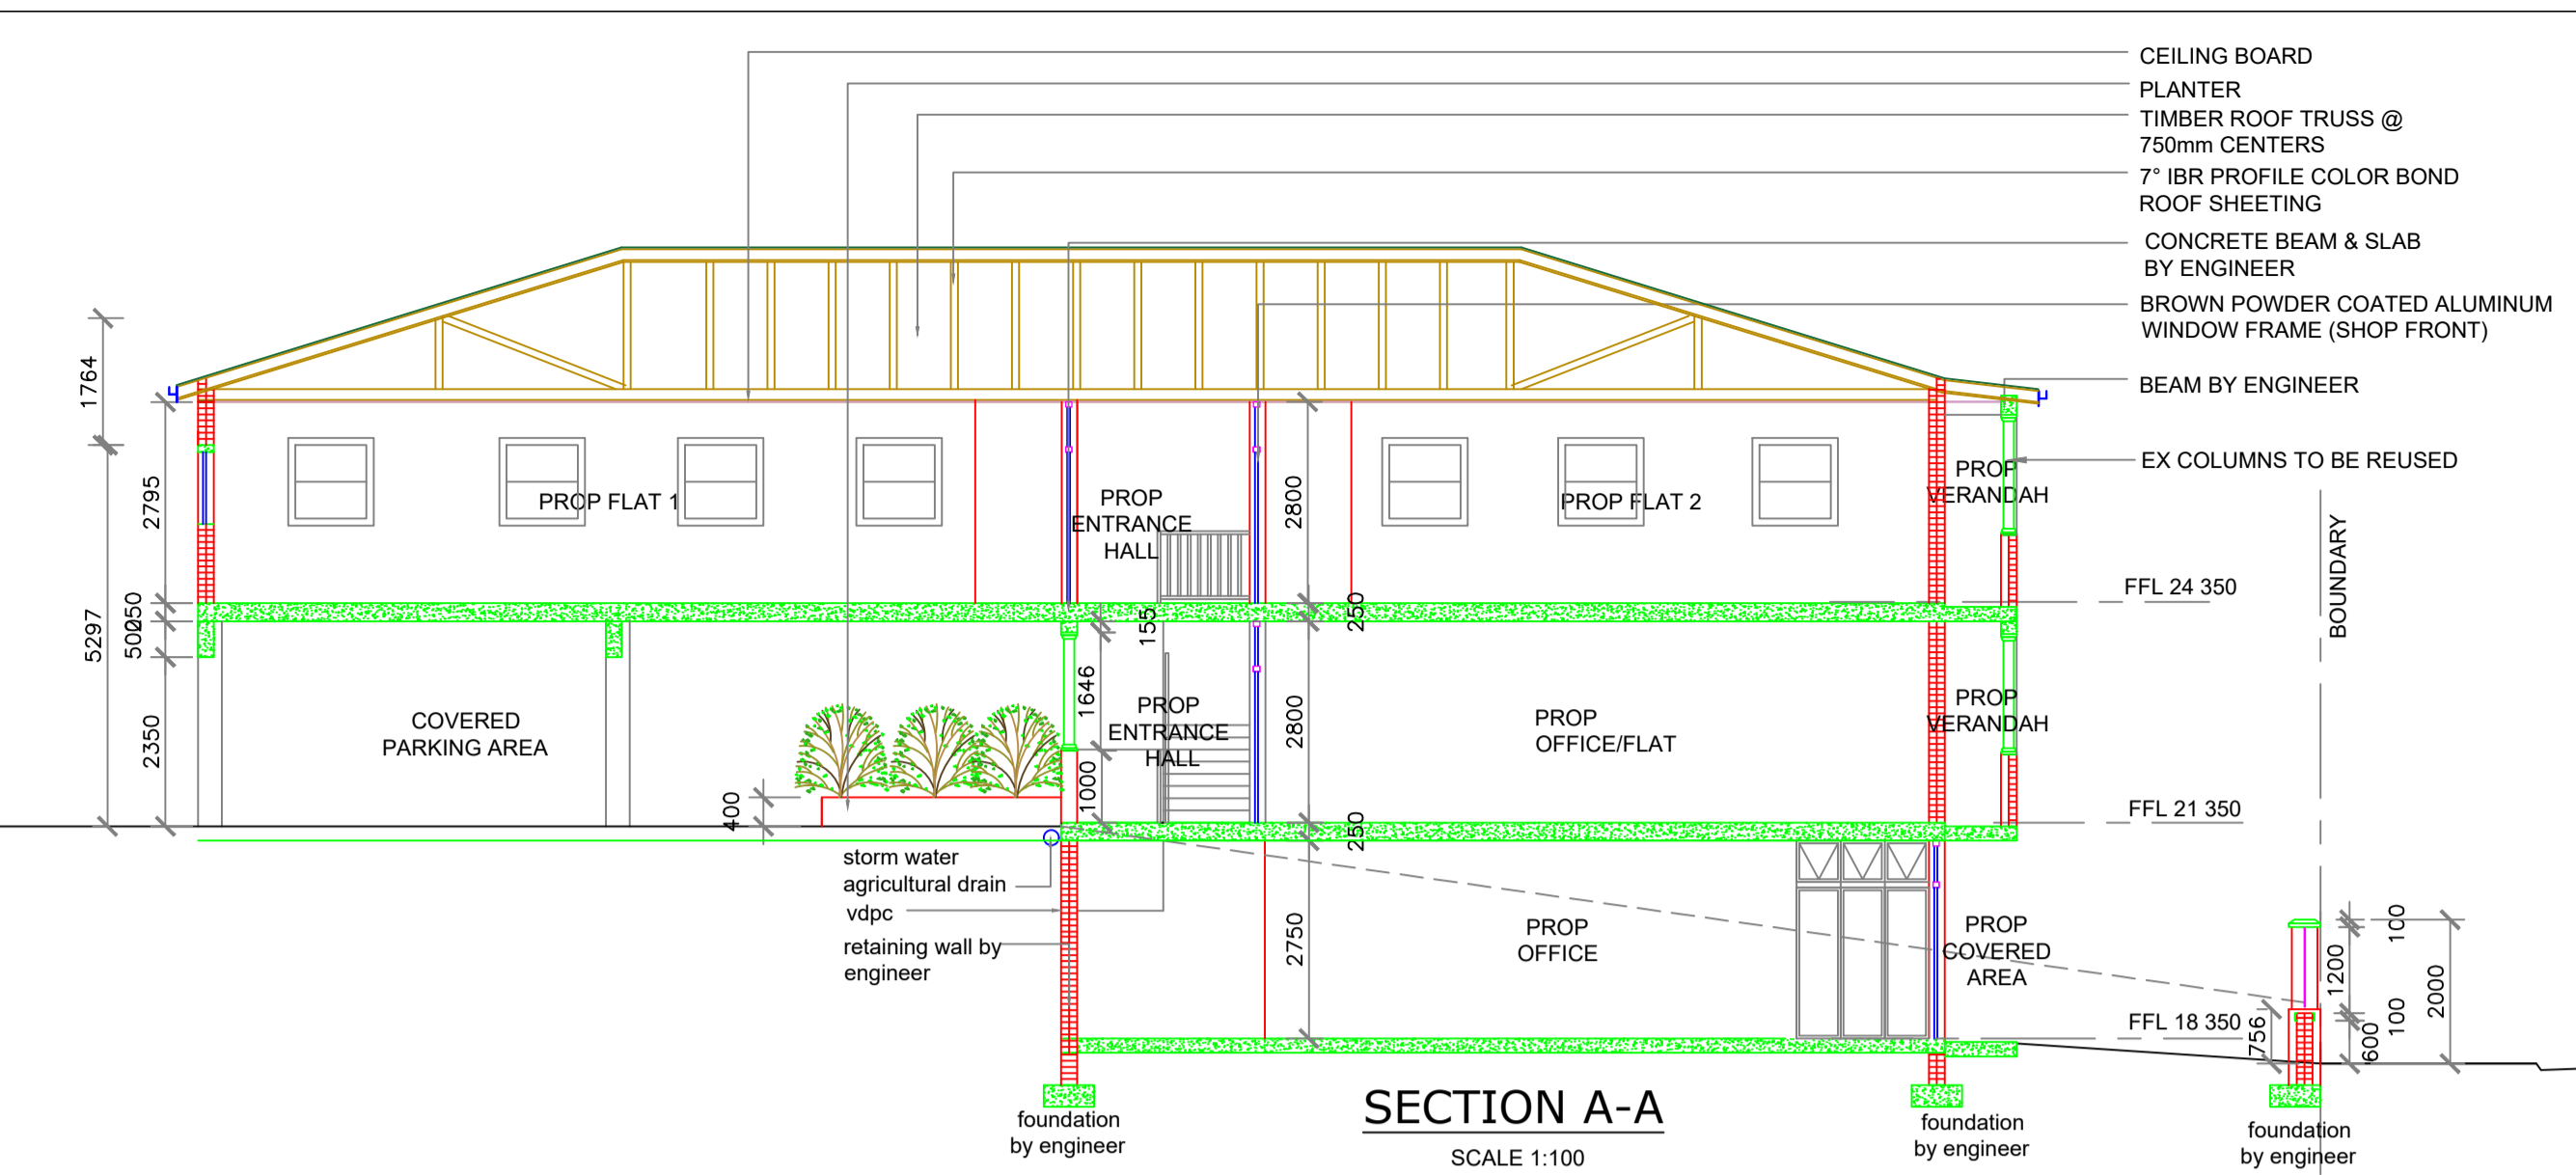 CEILING BOARD
PLANTER
TIMBER ROOF TRUSS @
750mm CENTERS
7° IBR PROFILE COLOR BOND
ROOF SHEETING
CONCRETE BEAM & SLAB
BY ENGINEER
BROWN POWDER COATED ALUMINUM
WINDOW FRAME (SHOP FRONT)
BEAM BY ENGINEER
EX COLUMNS TO BE REUSED
1764
2795
250
500
5297
2350
PROP FLAT 1
PROP
ENTRANCE
HALL
2800
PROP FLAT 2
PROP
VERANDAH
BOUNDARY
FFL 24 350
155
250
1646
1000
400
COVERED
PARKING AREA
PROP
ENTRANCE
HALL
2800
PROP
OFFICE/FLAT
PROP
VERANDAH
FFL 21 350
250
storm water
agricultural drain
vdpc
retaining wall by
engineer
2750
PROP
OFFICE
PROP
COVERED
AREA
FFL 18 350
756
1200
100
100
600
2000
foundation
by engineer
SECTION A-A
SCALE 1:100
foundation
by engineer
foundation
by engineer